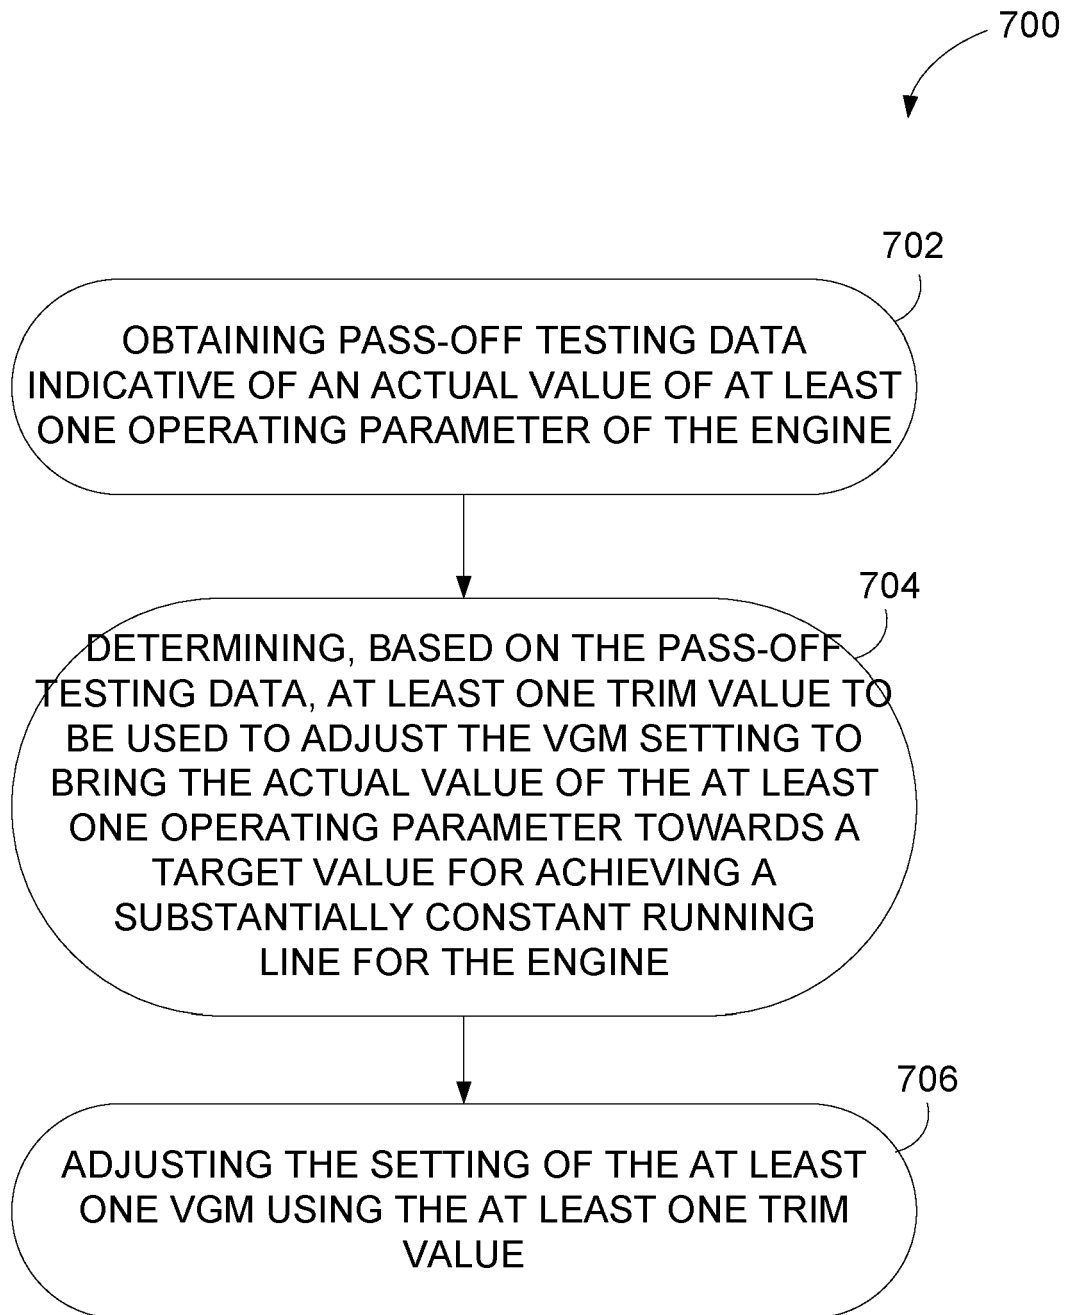 700
702
OBTAINING PASS-OFF TESTING DATA
INDICATIVE OF AN ACTUAL VALUE OF AT LEAST
ONE OPERATING PARAMETER OF THE ENGINE
704
DETERMINING, BASED ON THE PASS-OFF
TESTING DATA, AT LEAST ONE TRIM VALUE TO
BE USED TO ADJUST THE VGM SETTING TO
BRING THE ACTUAL VALUE OF THE AT LEAST
ONE OPERATING PARAMETER TOWARDS A
TARGET VALUE FOR ACHIEVING A
SUBSTANTIALLY CONSTANT RUNNING
LINE FOR THE ENGINE
706
ADJUSTING THE SETTING OF THE AT LEAST
ONE VGM USING THE AT LEAST ONE TRIM
VALUE